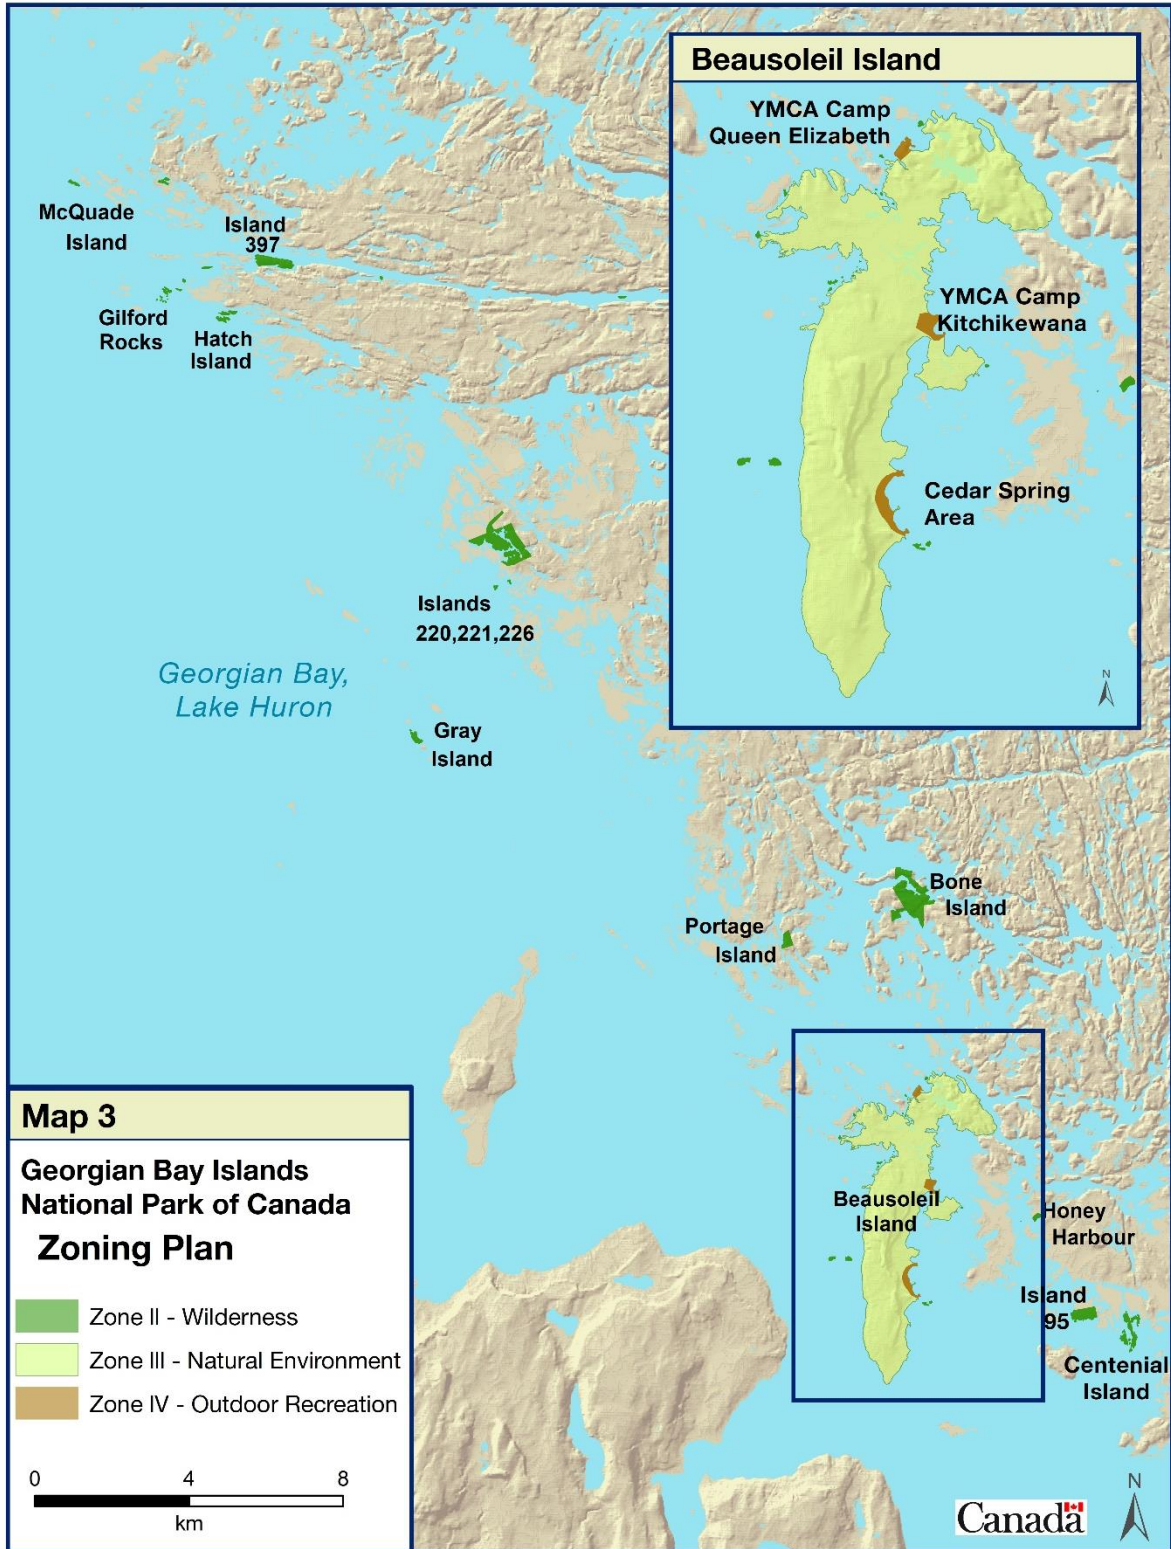 Beausoleil Island
YMCA Camp
Queen Elizabeth
YMCA Camp
Kitchikewana
Cedar Spring
Area
N
McQuade
Island
Island
397
Gilford
Rocks
Hatch
Island
Islands
220,221,226
Georgian Bay,
Lake Huron
Gray
Island
Bone
Island
Portage
Island
Beausoleil
Island
Honey
Harbour
Island
95
Centenial
Island
Map 3
Georgian Bay Islands
National Park of Canada
Zoning Plan
Zone II - Wilderness
Zone III - Natural Environment
Zone IV - Outdoor Recreation
0 4 8
km
Canada
N